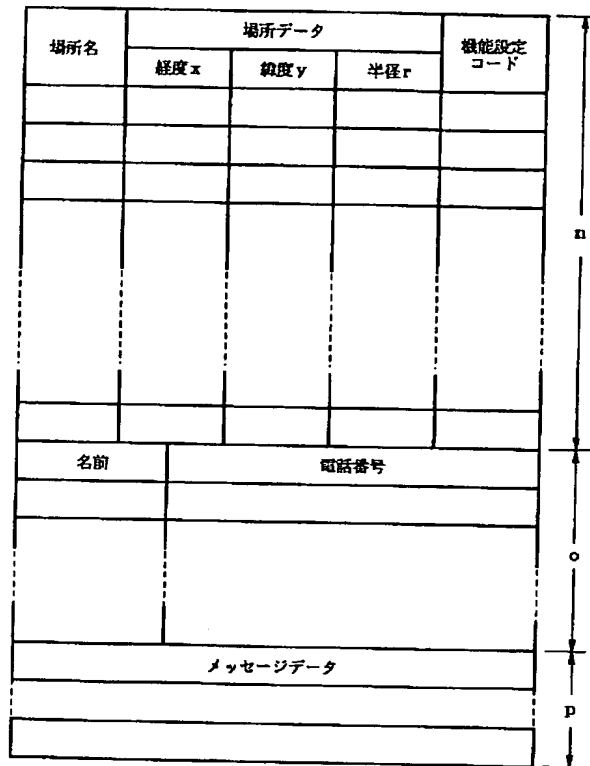 場所名
場所データ
機能設定
コード
経度x
緯度y
半径r
n
名前
電話番号
o
メッセージデータ
p